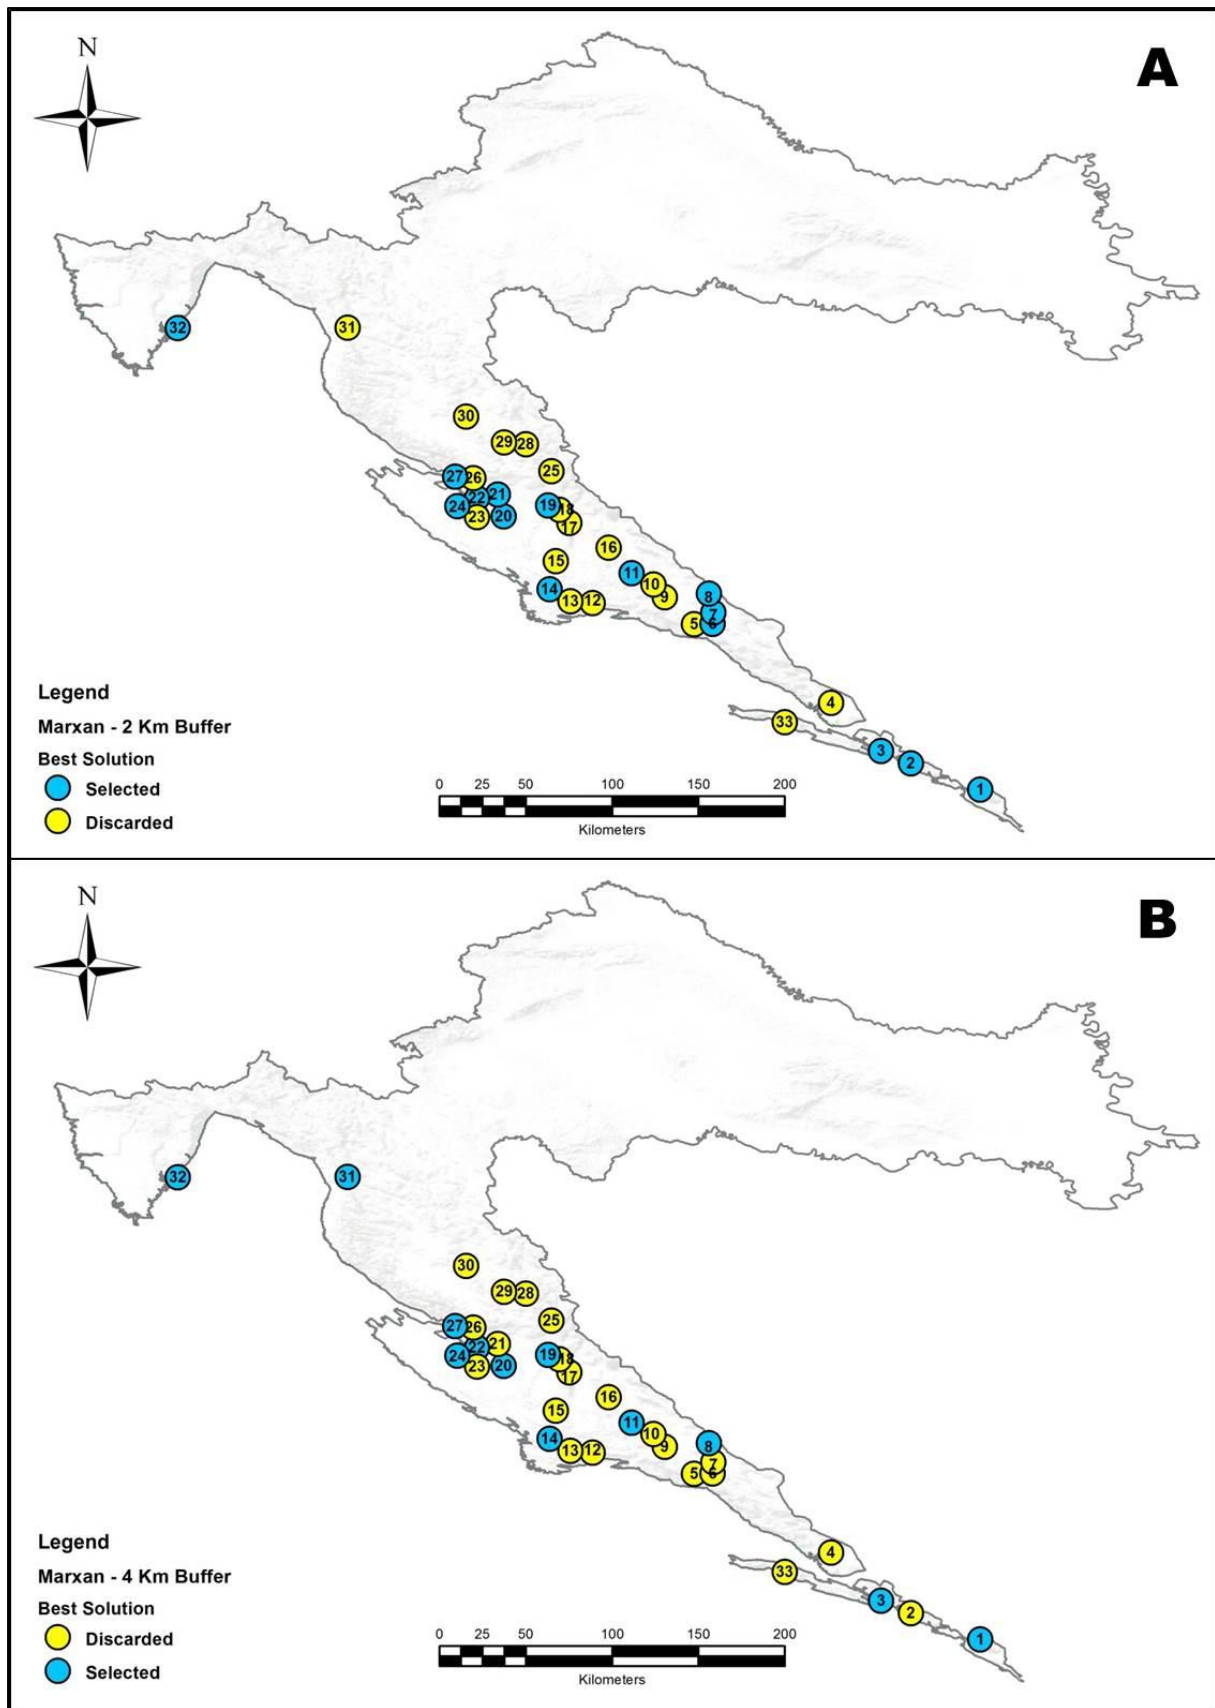 N
A
32
31
30
29 28
25
27 26
22 21
24 23 20
19 18
17
16
15
11
10
9
14
13 12
8
7
5 6
4
33
3
2
1
Legend
Marxan - 2 Km Buffer
Best Solution
Selected
Discarded
0 25 50 100 150 200
Kilometers
N
B
32
31
30
29 28
25
27 26
22 21
24 23 20
19 18
17
16
15
11
10
9
14
13 12
8
7
5 6
4
33
3
2
1
Legend
Marxan - 4 Km Buffer
Best Solution
Discarded
Selected
0 25 50 100 150 200
Kilometers